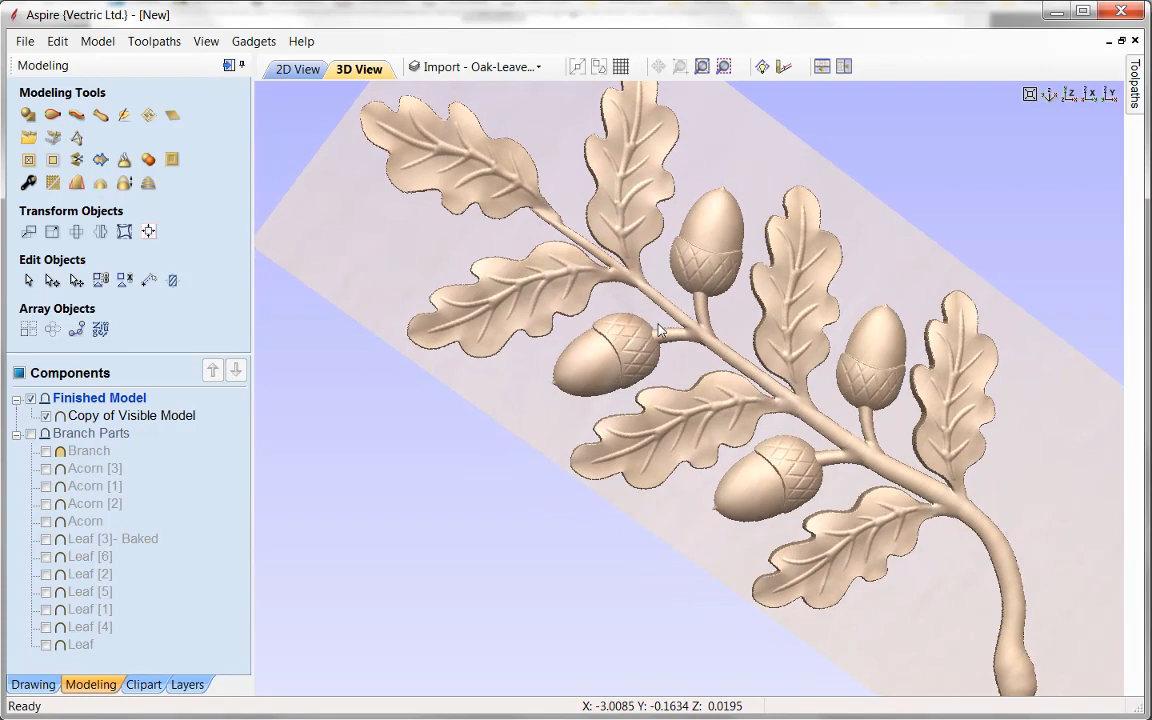 Aspire {Vectric Ltd.} - [New]
File Edit Model Toolpaths View Gadgets Help
Modeling
2D View 3D View Import - Oak-Leave...
Toolpaths
Modeling Tools
Transform Objects
Edit Objects
Array Objects
Components
Finished Model
Copy of Visible Model
Branch Parts
Branch
Acorn [3]
Acorn [1]
Acorn [2]
Acorn
Leaf [3]- Baked
Leaf [6]
Leaf [2]
Leaf [5]
Leaf [1]
Leaf [4]
Leaf
Drawing Modeling Clipart Layers
Ready
X: -3.0085 Y: -0.1634 Z: 0.0195